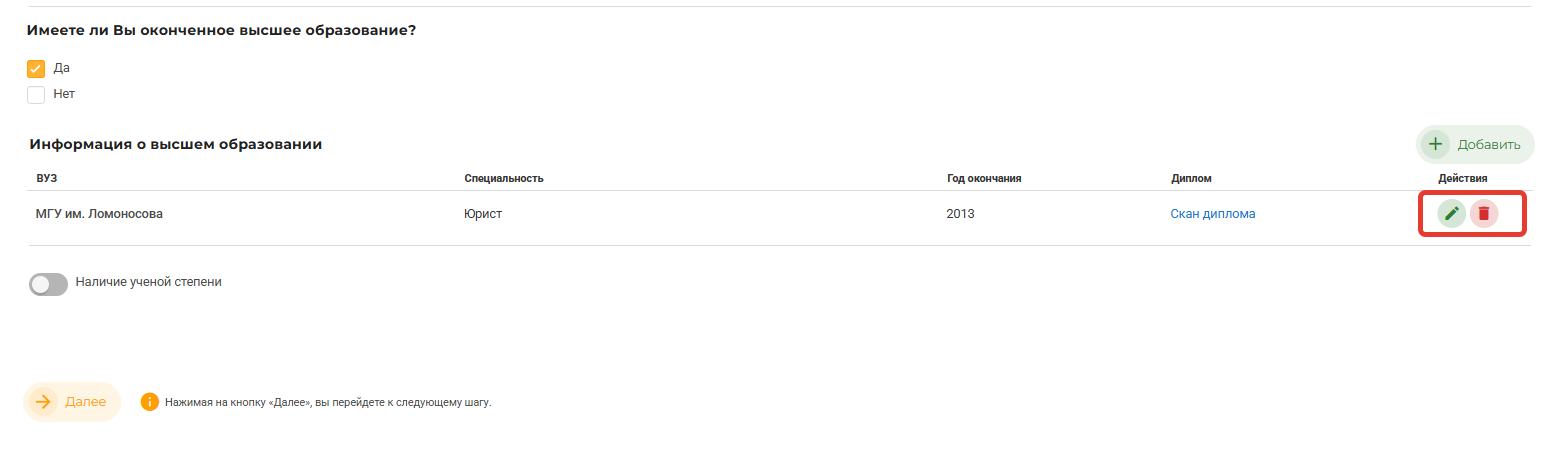 Имеете ли Вы оконченное высшее образование?
Да
Нет
Информация о высшем образовании
Добавить
ВУЗ Специальность Год окончания Диплом Действия
МГУ им. Ломоносова Юрист 2013 Скан диплома
Наличие ученой степени
Далее
Нажимая на кнопку «Далее», вы перейдете к следующему шагу.